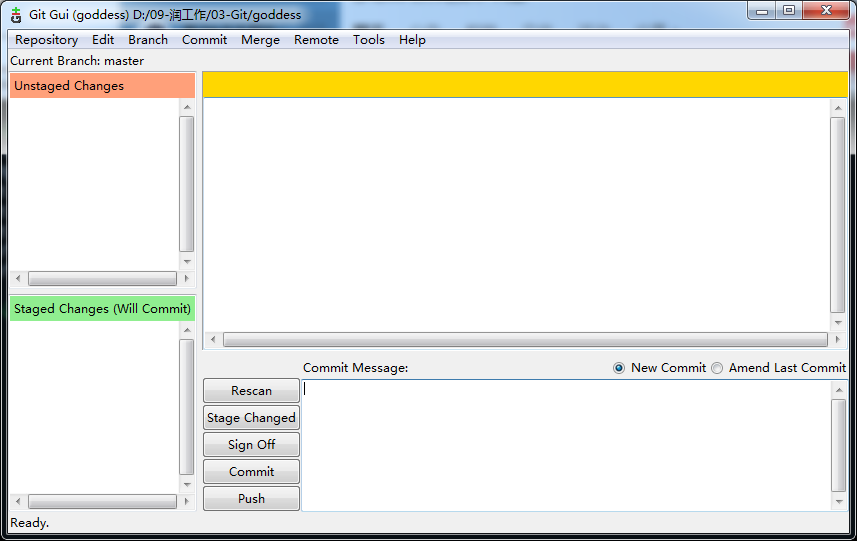 Git Gui (goddess) D:/09-润工作/03-Git/goddess
Repository Edit Branch Commit Merge Remote Tools Help
Current Branch: master
Unstaged Changes
Staged Changes (Will Commit)
Commit Message:
New Commit Amend Last Commit
Rescan
Stage Changed
Sign Off
Commit
Push
Ready.